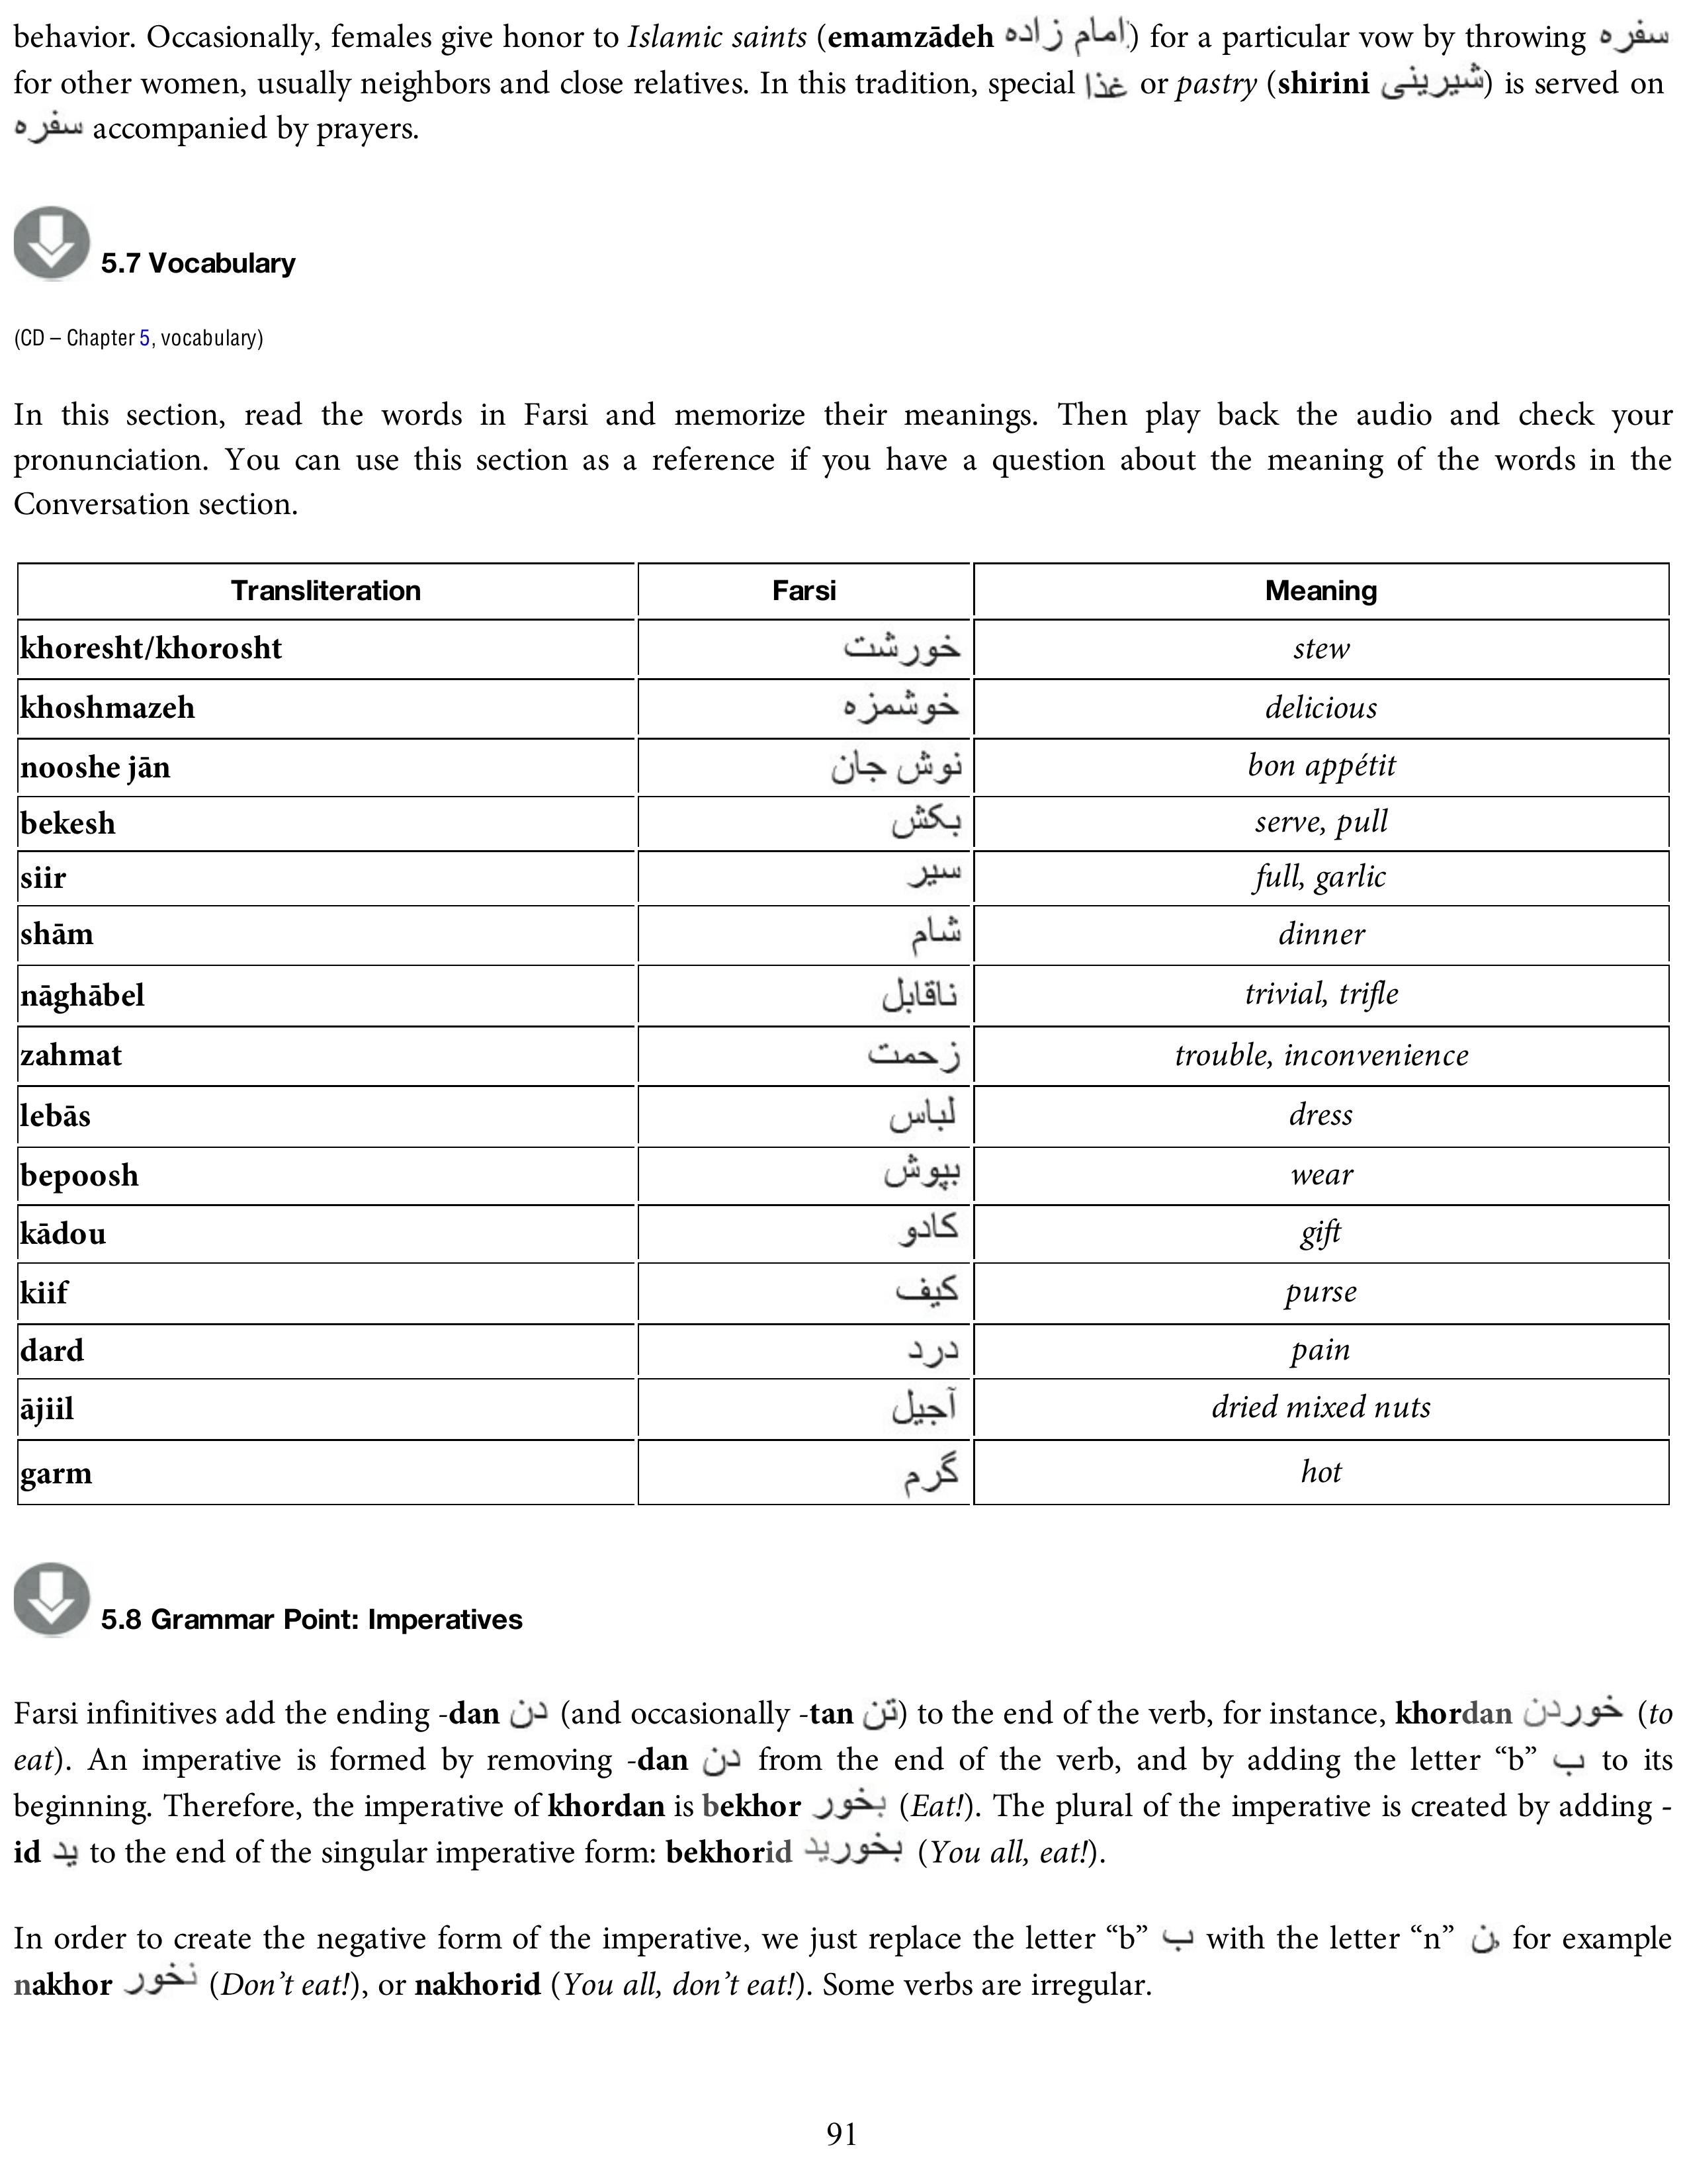 behavior. Occasionally, females give honor to Islamic saints (emamzādeh امام زاده) for a particular vow by throwing سفره
for other women, usually neighbors and close relatives. In this tradition, special غذا or pastry (shirini شیرینی) is served on
سفره accompanied by prayers.
5.7 Vocabulary
(CD – Chapter 5, vocabulary)
In this section, read the words in Farsi and memorize their meanings. Then play back the audio and check your
pronunciation. You can use this section as a reference if you have a question about the meaning of the words in the
Conversation section.
Transliteration Farsi Meaning
khoresht/khorosht خورشت stew
khoshmazeh خوشمزه delicious
nooshe jān نوش جان bon appétit
bekesh بکش serve, pull
siir سیر full, garlic
shām شام dinner
nāghābel ناقابل trivial, trifle
zahmat زحمت trouble, inconvenience
lebās لباس dress
bepoosh بپوش wear
kādou کادو gift
kiif کیف purse
dard درد pain
ājiil آجیل dried mixed nuts
garm گرم hot
5.8 Grammar Point: Imperatives
Farsi infinitives add the ending -dan دن (and occasionally -tan تن) to the end of the verb, for instance, khordan خوردن (to
eat). An imperative is formed by removing -dan دن from the end of the verb, and by adding the letter “b” ب to its
beginning. Therefore, the imperative of khordan is bekhor بخور (Eat!). The plural of the imperative is created by adding -
id ید to the end of the singular imperative form: bekhorid بخورید (You all, eat!).
In order to create the negative form of the imperative, we just replace the letter “b” ب with the letter “n” ن, for example
nakhor نخور (Don’t eat!), or nakhorid (You all, don’t eat!). Some verbs are irregular.
91